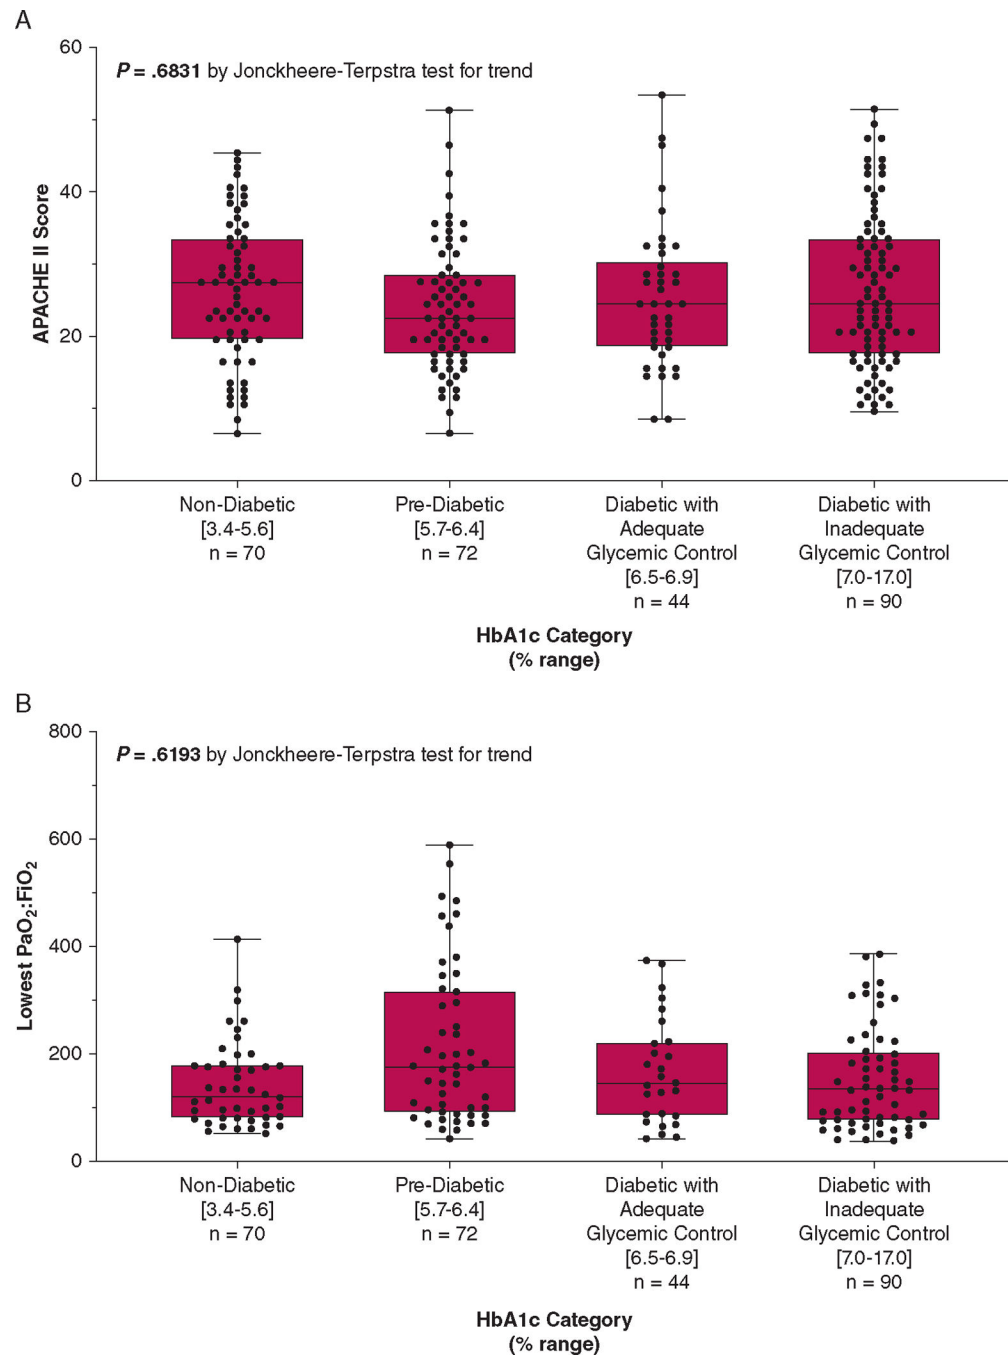 A
60
P = .6831 by Jonckheere-Terpstra test for trend
40
20
0
APACHE II Score
Non-Diabetic
[3.4-5.6]
n = 70
Pre-Diabetic
[5.7-6.4]
n = 72
Diabetic with
Adequate
Glycemic Control
[6.5-6.9]
n = 44
Diabetic with
Inadequate
Glycemic Control
[7.0-17.0]
n = 90
HbA1c Category
(% range)
B
800
P = .6193 by Jonckheere-Terpstra test for trend
600
400
200
0
Lowest PaO₂:FiO₂
Non-Diabetic
[3.4-5.6]
n = 70
Pre-Diabetic
[5.7-6.4]
n = 72
Diabetic with
Adequate
Glycemic Control
[6.5-6.9]
n = 44
Diabetic with
Inadequate
Glycemic Control
[7.0-17.0]
n = 90
HbA1c Category
(% range)